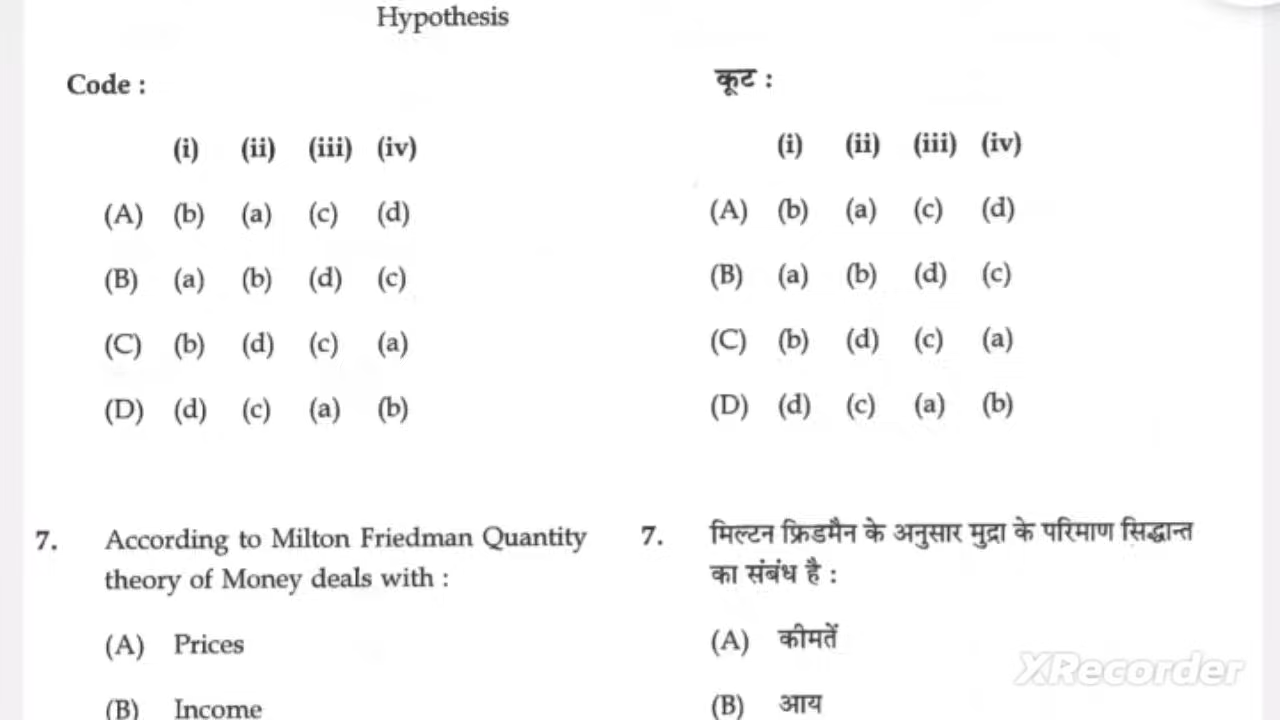 Hypothesis
Code :
(i) (ii) (iii) (iv)
(A) (b) (a) (c) (d)
(B) (a) (b) (d) (c)
(C) (b) (d) (c) (a)
(D) (d) (c) (a) (b)
7. According to Milton Friedman Quantity
theory of Money deals with :
(A) Prices
(B) Income
कूट :
(i) (ii) (iii) (iv)
(A) (b) (a) (c) (d)
(B) (a) (b) (d) (c)
(C) (b) (d) (c) (a)
(D) (d) (c) (a) (b)
7. मिल्टन फ्रिडमैन के अनुसार मुद्रा के परिमाण सिद्धान्त
का संबंध है :
(A) कीमतें
(B) आय
XRecorder